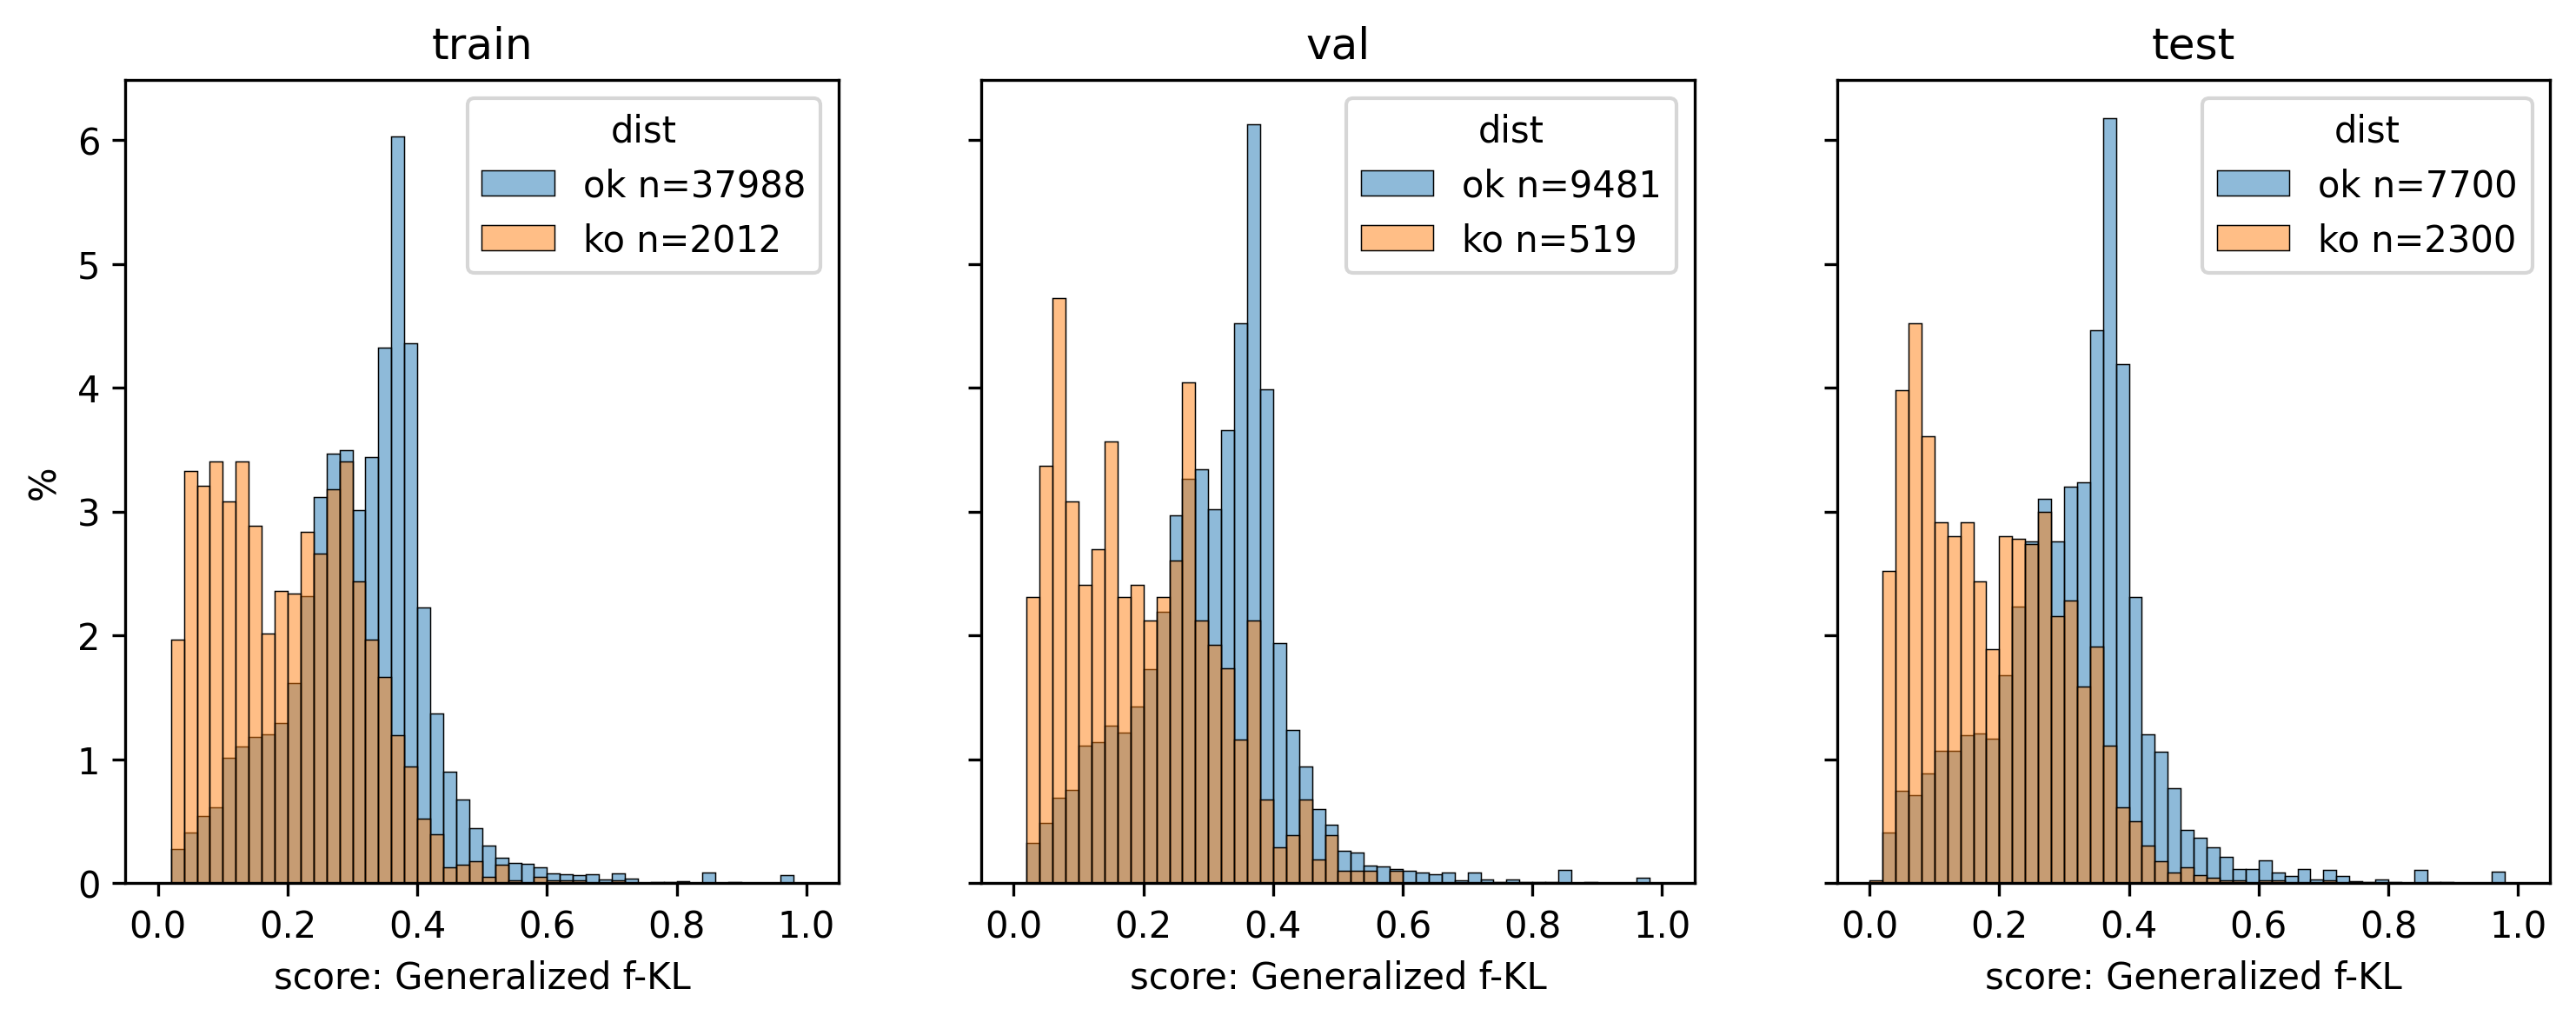 train
dist
ok n=37988
ko n=2012
%
6
5
4
3
2
1
0
0.0 0.2 0.4 0.6 0.8 1.0
score: Generalized f-KL
val
dist
ok n=9481
ko n=519
0.0 0.2 0.4 0.6 0.8 1.0
score: Generalized f-KL
test
dist
ok n=7700
ko n=2300
0.0 0.2 0.4 0.6 0.8 1.0
score: Generalized f-KL